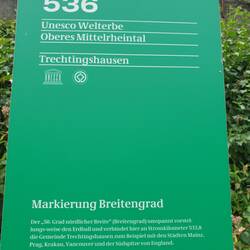 536
Unesco Welterbe
Oberes Mittelrheintal
Trechtingshausen
Markierung Breitengrad
Der „50. Grad nördlicher Breite“ (Breitengrad) umspannt vorstel-
lungs-weise den Erdball und verbindet hier an Stromkilometer 533,8
die Gemeinde Trechtingshausen zum Beispiel mit den Städten Mainz,
Prag, Krakau, Vancouver und der Südspitze von England.